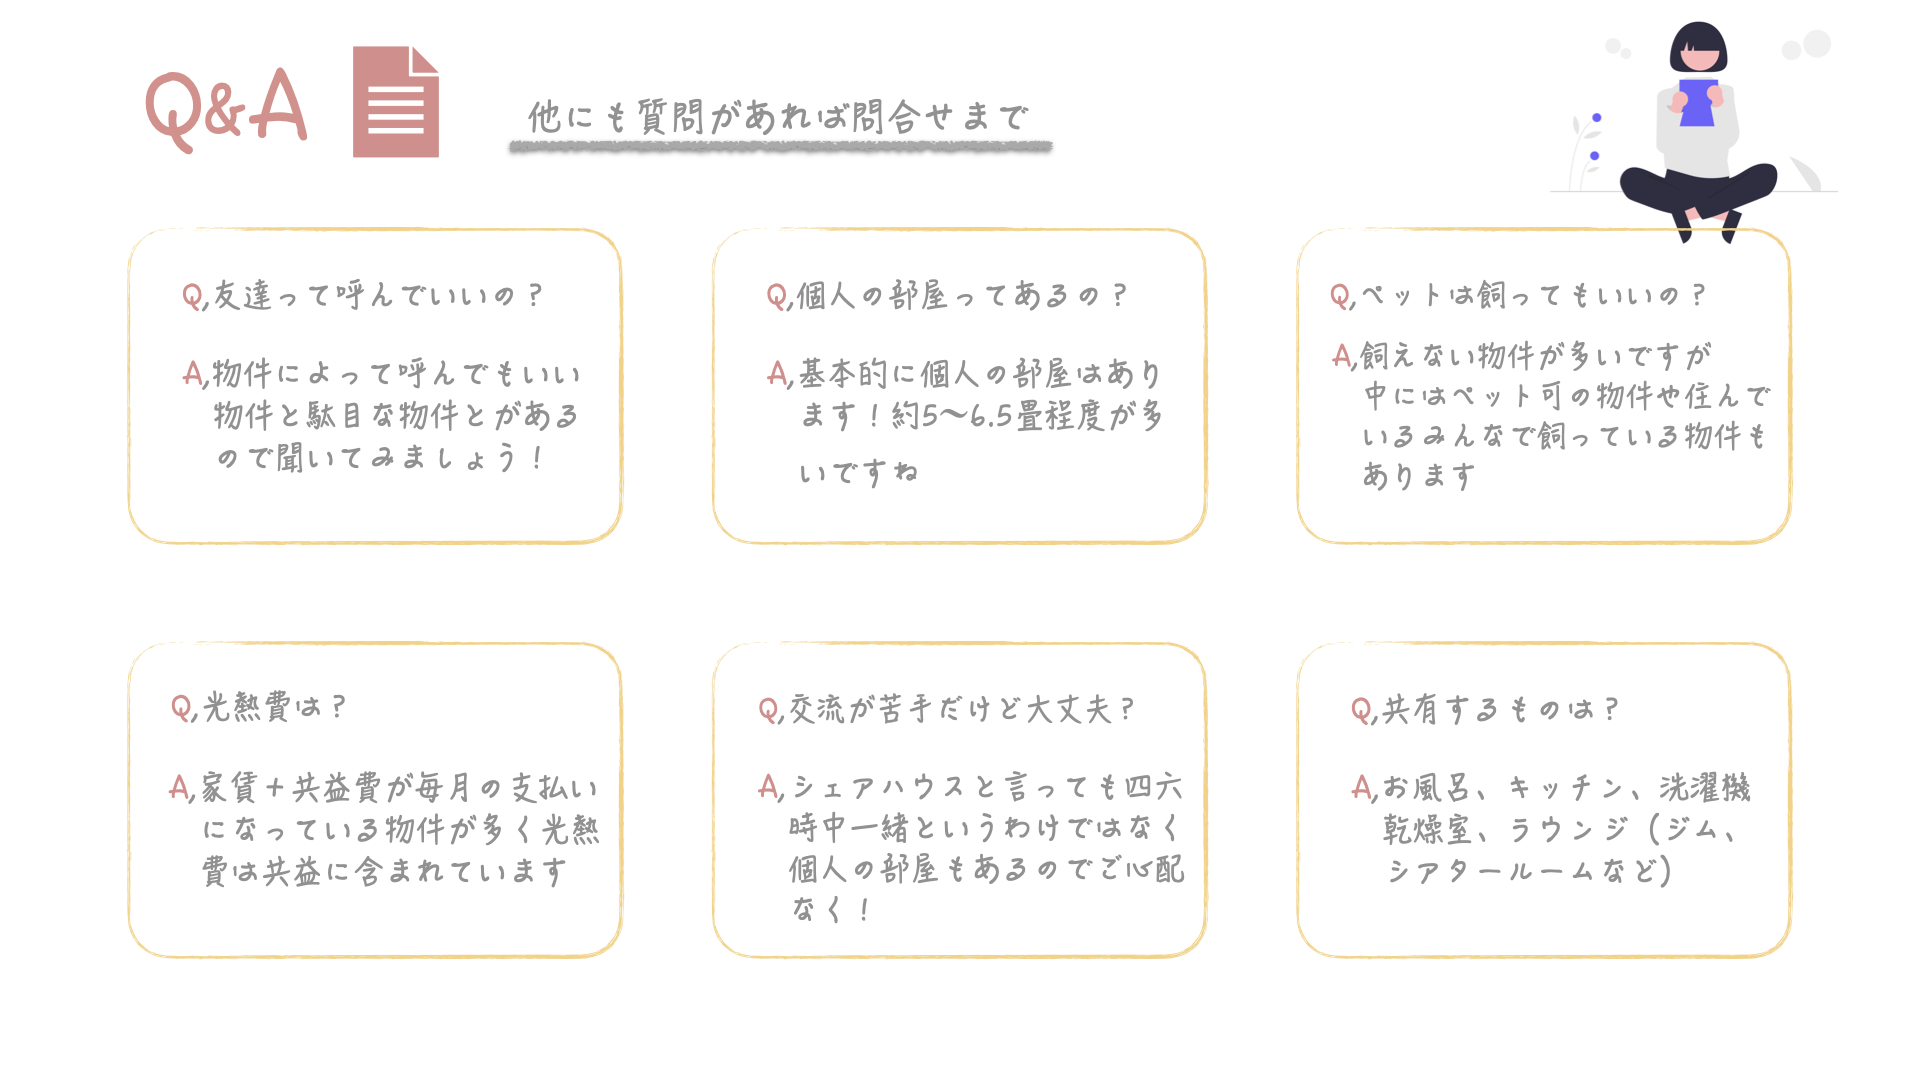 Q&A
他にも質問があれば問合せまで
Q,友達って呼んでいいの?
A,物件によって呼んでもいい
物件と駄目な物件とがある
ので聞いてみましょう!
Q,個人の部屋ってあるの?
A,基本的に個人の部屋はあり
ます!約5〜6.5畳程度が多
いですね
Q,ペットは飼ってもいいの?
A,飼えない物件が多いですが
中にはペット可の物件や住んで
いるみんなで飼っている物件も
あります
Q,光熱費は?
A,家賃+共益費が毎月の支払い
になっている物件が多く光熱
費は共益に含まれています
Q,交流が苦手だけど大丈夫?
A,シェアハウスと言っても四六
時中一緒というわけではなく
個人の部屋もあるのでご心配
なく!
Q,共有するものは?
A,お風呂、キッチン、洗濯機
乾燥室、ラウンジ(ジム、
シアタールームなど)